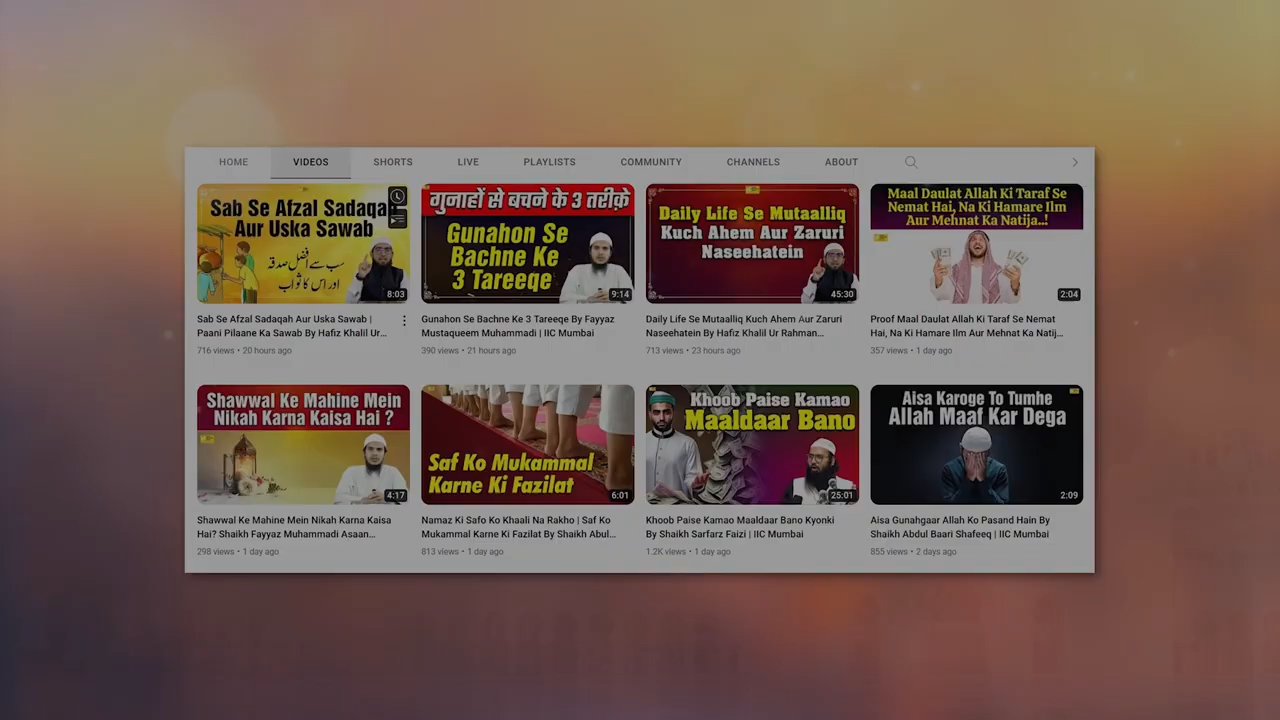 HOME VIDEOS SHORTS LIVE PLAYLISTS COMMUNITY CHANNELS ABOUT
Sab Se Afzal Sadaqah
Aur Uska Sawab
سب سے افضل صدقہ
اور اس کا ثواب
8:03
Sab Se Afzal Sadaqah Aur Uska Sawab |
Paani Pilaane Ka Sawab By Hafiz Khalil Ur...
716 views • 20 hours ago
गुनाहों से बचने के 3 तरीक़े
Gunahon Se
Bachne Ke
3 Tareeqe
9:14
Gunahon Se Bachne Ke 3 Tareeqe By Fayyaz
Mustaqueem Muhammadi | IIC Mumbai
390 views • 21 hours ago
Daily Life Se Mutaalliq
Kuch Ahem Aur Zaruri
Naseehatein
45:30
Daily Life Se Mutaalliq Kuch Ahem Aur Zaruri
Naseehatein By Hafiz Khalil Ur Rahman...
713 views • 23 hours ago
Maal Daulat Allah Ki Taraf Se
Nemat Hai, Na Ki Hamare Ilm
Aur Mehnat Ka Natija..!
2:04
Proof Maal Daulat Allah Ki Taraf Se Nemat
Hai, Na Ki Hamare Ilm Aur Mehnat Ka Natij...
357 views • 1 day ago
Shawwal Ke Mahine Mein
Nikah Karna Kaisa Hai ?
4:17
Shawwal Ke Mahine Mein Nikah Karna Kaisa
Hai? Shaikh Fayyaz Muhammadi Asaan...
298 views • 1 day ago
Saf Ko Mukammal
Karne Ki Fazilat
6:01
Namaz Ki Safo Ko Khaali Na Rakho | Saf Ko
Mukammal Karne Ki Fazilat By Shaikh Abul...
813 views • 1 day ago
Khoob Paise Kamao
Maaldaar Bano
25:01
Khoob Paise Kamao Maaldaar Bano Kyonki
By Shaikh Sarfarz Faizi | IIC Mumbai
1.2K views • 1 day ago
Aisa Karoge To Tumhe
Allah Maaf Kar Dega
2:09
Aisa Gunahgaar Allah Ko Pasand Hain By
Shaikh Abdul Baari Shafeeq | IIC Mumbai
855 views • 2 days ago